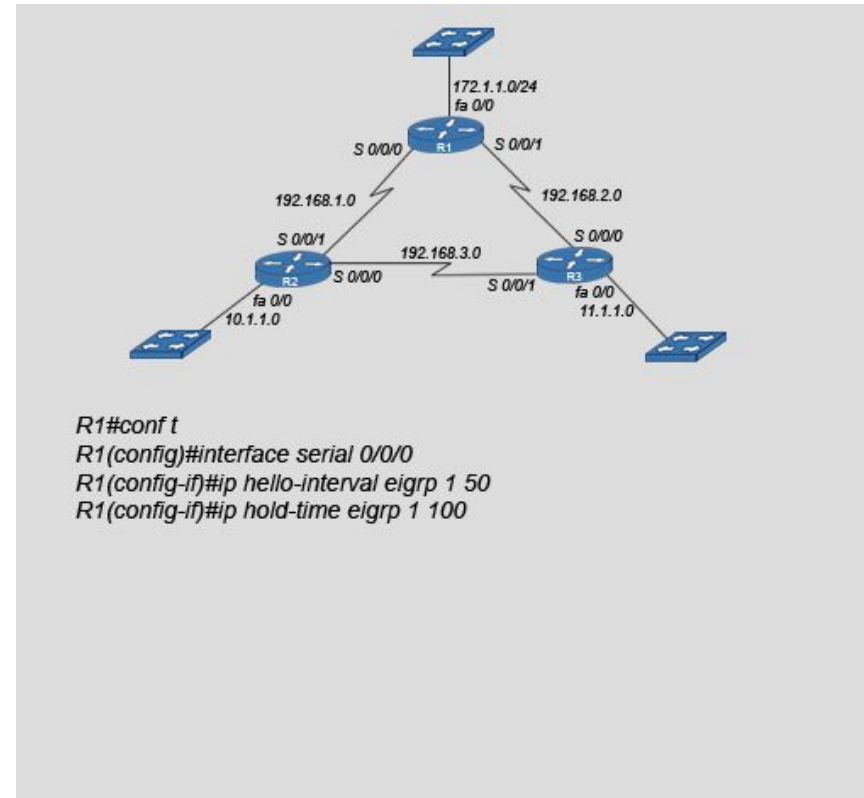 172.1.1.0/24
fa 0/0
S 0/0/0
R1
S 0/0/1
192.168.1.0
192.168.2.0
S 0/0/1
192.168.3.0
S 0/0/0
R2
S 0/0/0
S 0/0/1
R3
fa 0/0
10.1.1.0
fa 0/0
11.1.1.0
R1#conf t
R1(config)#interface serial 0/0/0
R1(config-if)#ip hello-interval eigrp 1 50
R1(config-if)#ip hold-time eigrp 1 100